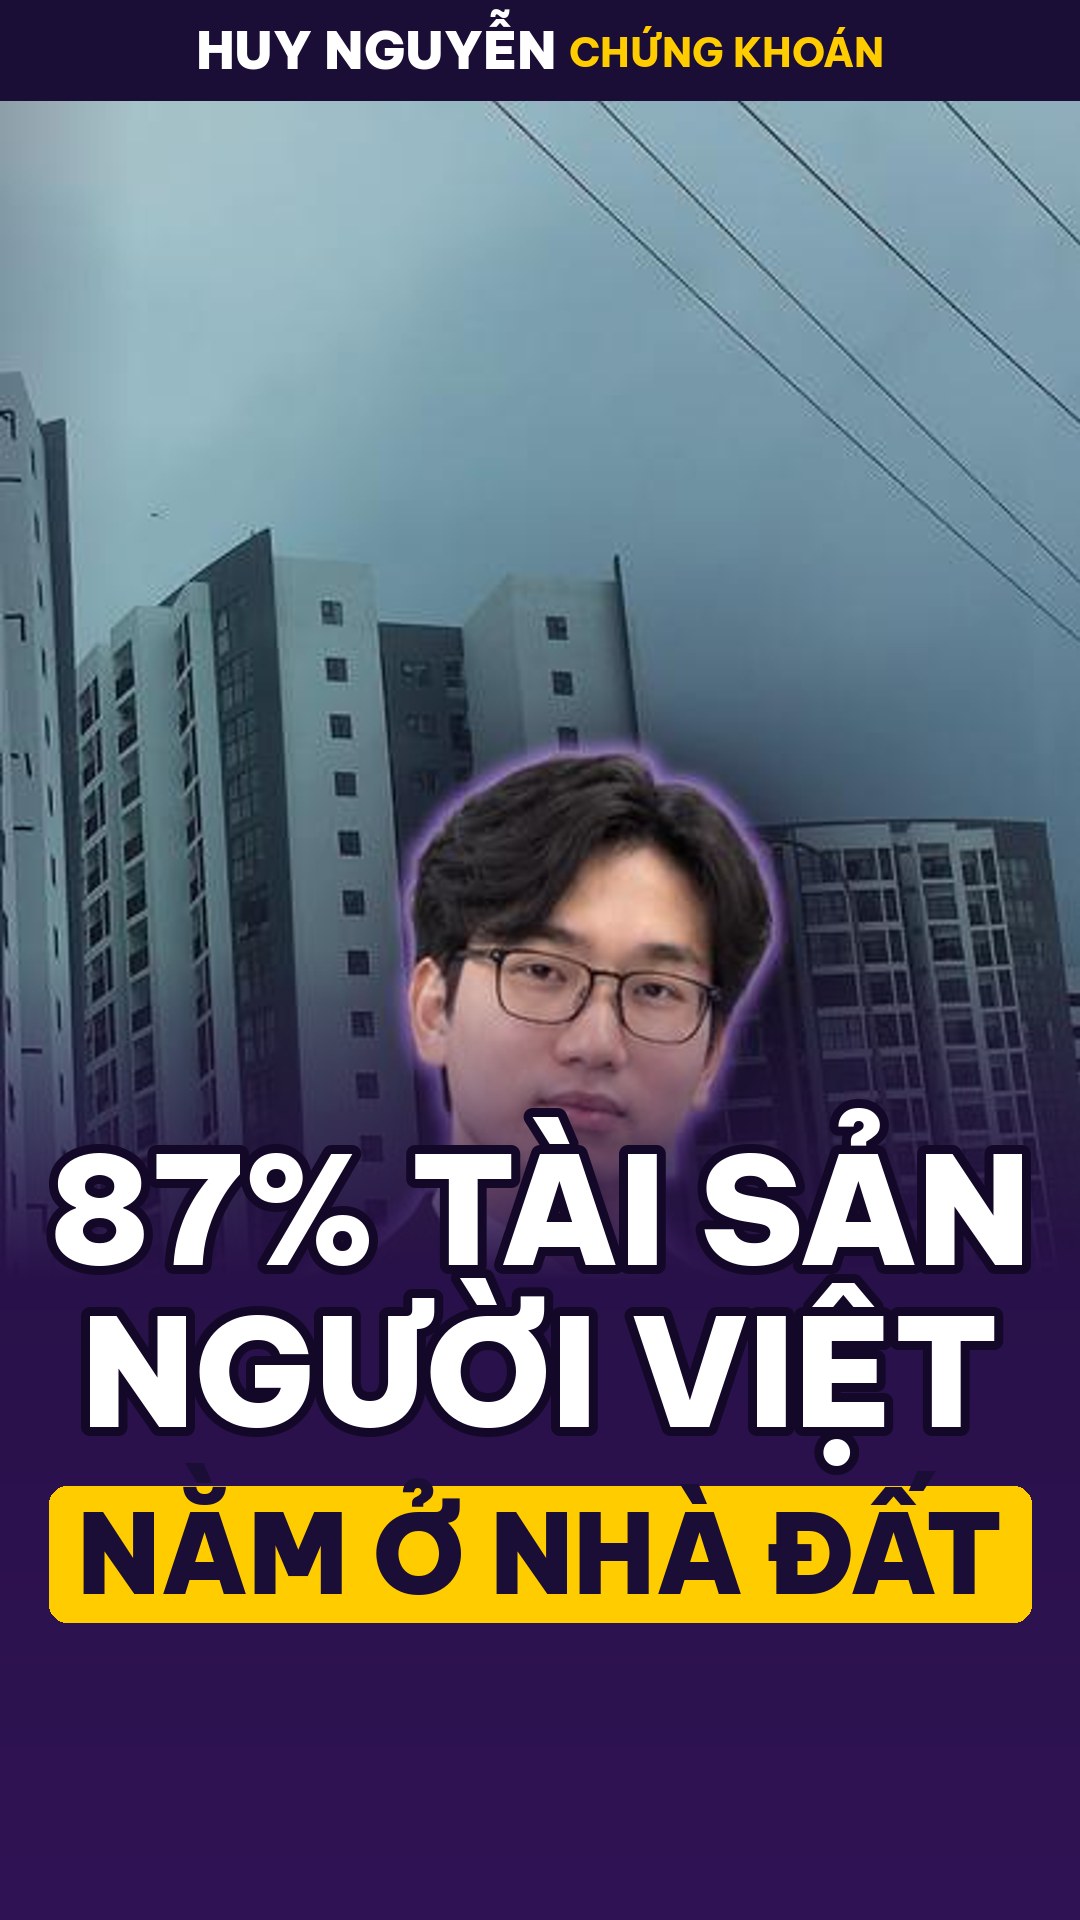 HUY NGUYỄN CHỨNG KHOÁN
87% TÀI SẢN
NGƯỜI VIỆT
NẰM Ở NHÀ ĐẤT